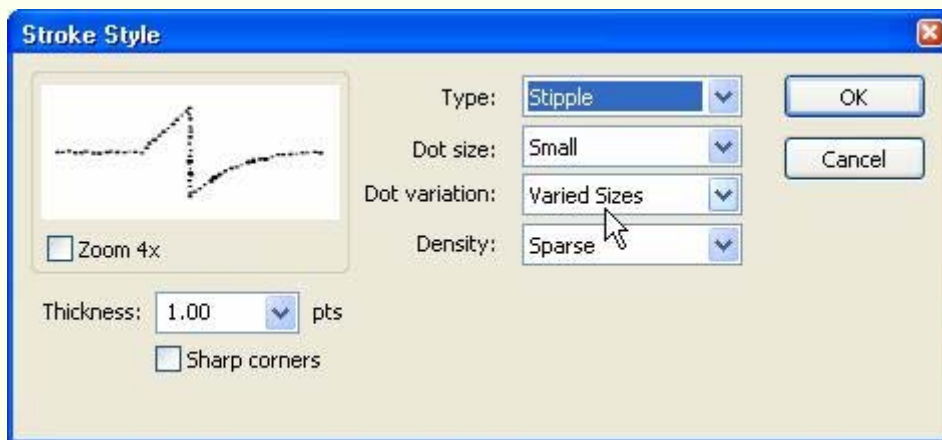 Stroke Style
Type: Stipple
OK
Dot size: Small
Cancel
Dot variation: Varied Sizes
Zoom 4x
Density: Sparse
Thickness: 1.00 pts
Sharp corners